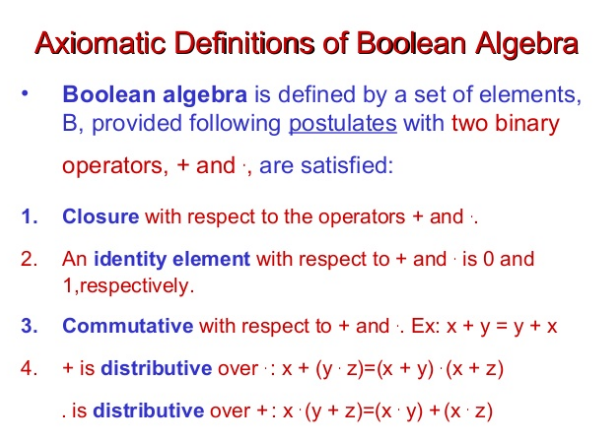 Axiomatic Definitions of Boolean Algebra
• Boolean algebra is defined by a set of elements,
B, provided following postulates with two binary
operators, + and ·, are satisfied:
1. Closure with respect to the operators + and ·.
2. An identity element with respect to + and · is 0 and
1,respectively.
3. Commutative with respect to + and ·. Ex: x + y = y + x
4. + is distributive over · : x + (y · z)=(x + y) ·(x + z)
. is distributive over +: x ·(y + z)=(x · y) +(x · z)